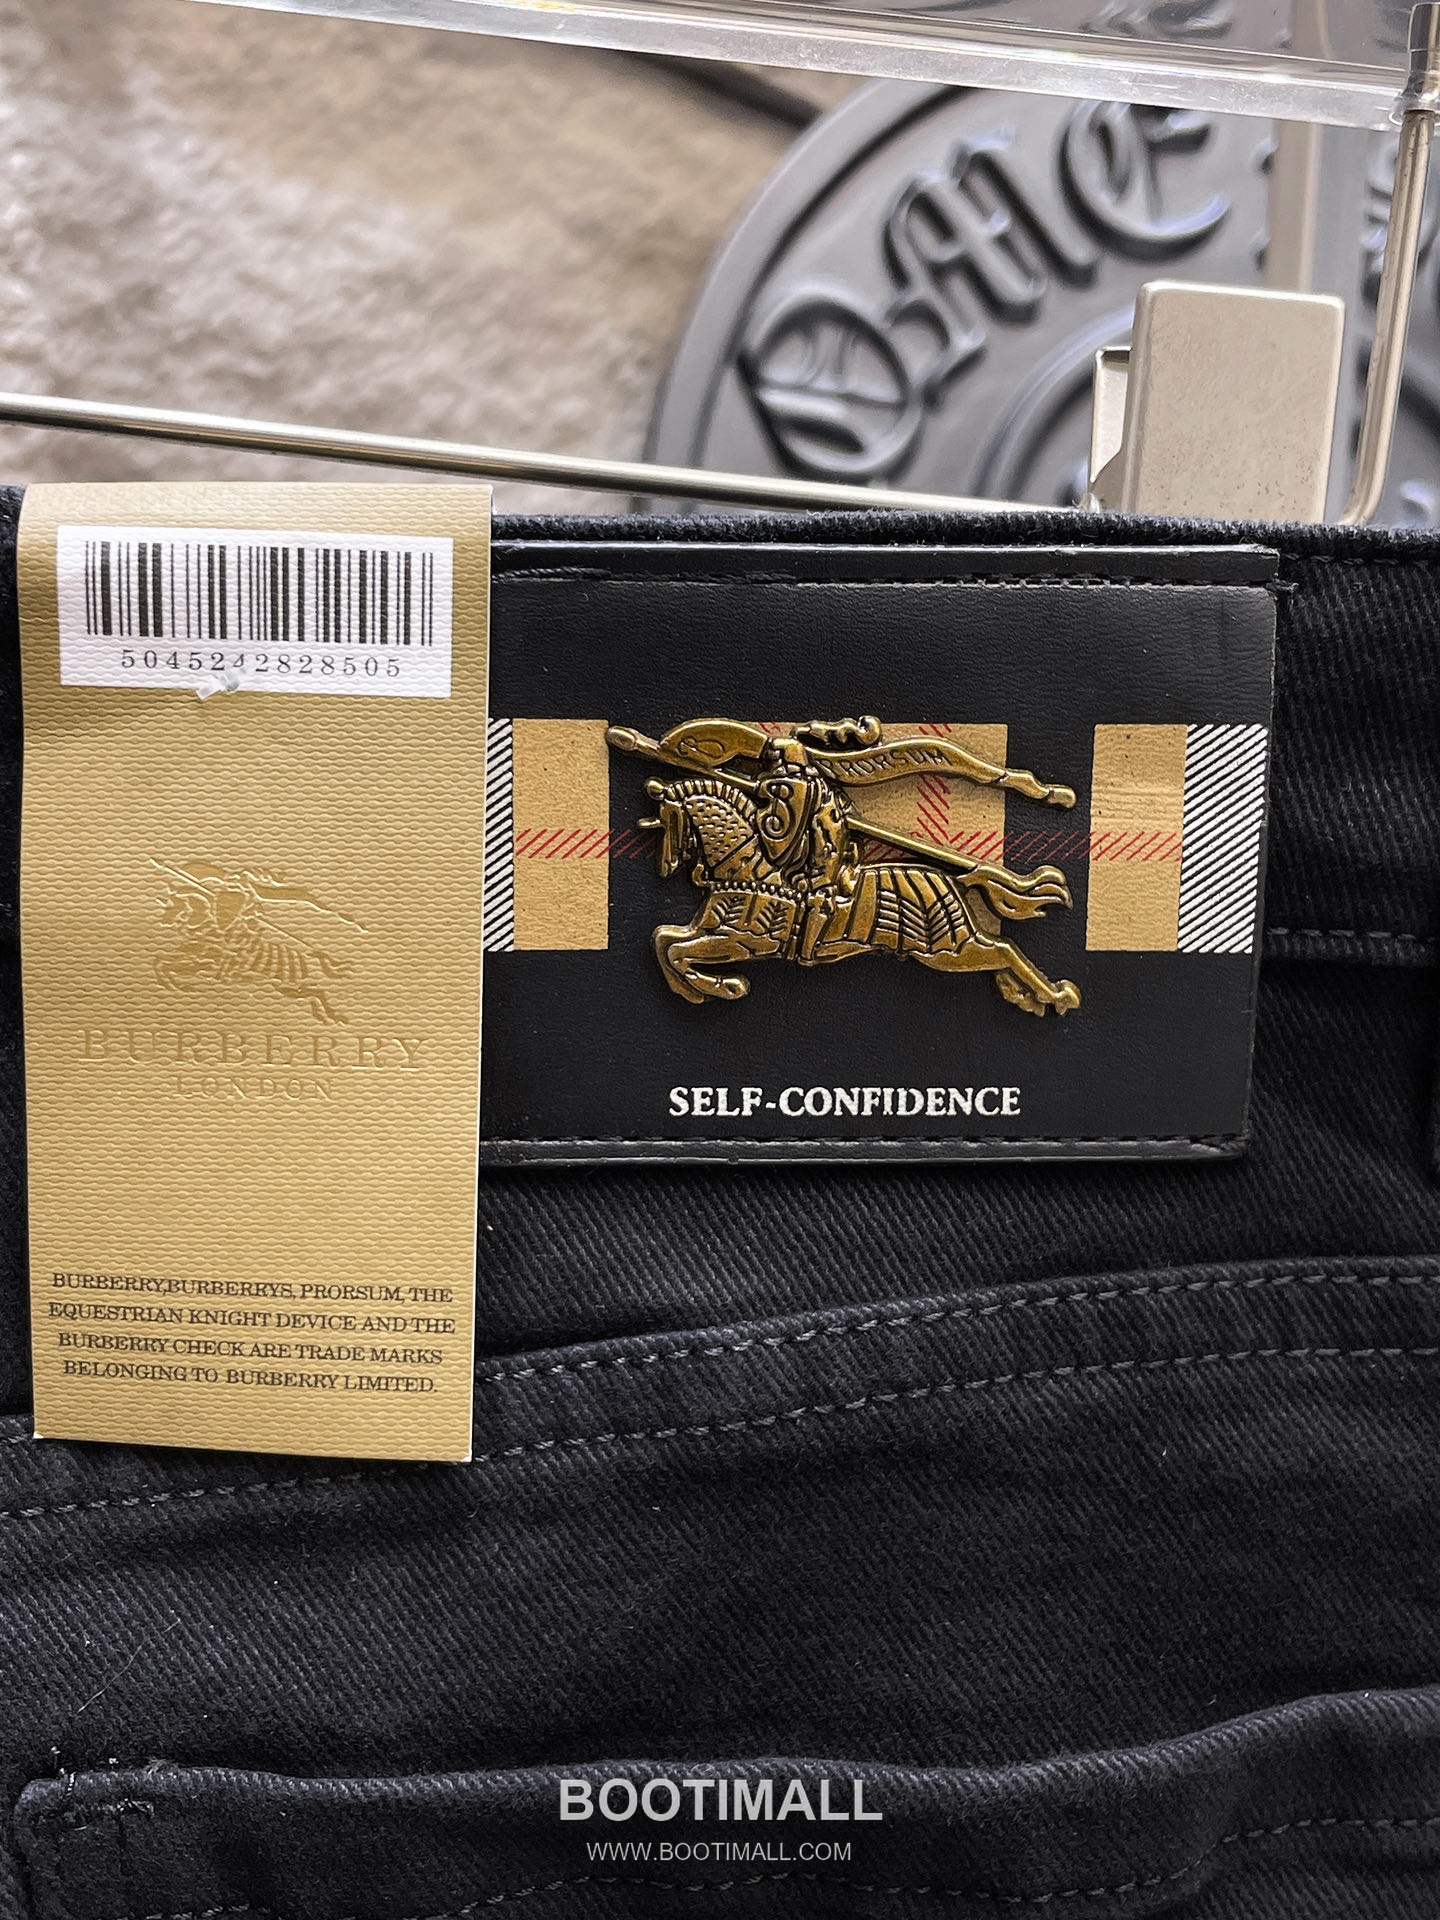 DAME
5045242828505
PRORSUM
B
B
BURBERRY
LONDON
SELF-CONFIDENCE
BURBERRY,BURBERRYS, PRORSUM, THE
EQUESTRIAN KNIGHT DEVICE AND THE
BURBERRY CHECK ARE TRADE MARKS
BELONGING TO BURBERRY LIMITED.
BOOTIMALL
WWW.BOOTIMALL.COM